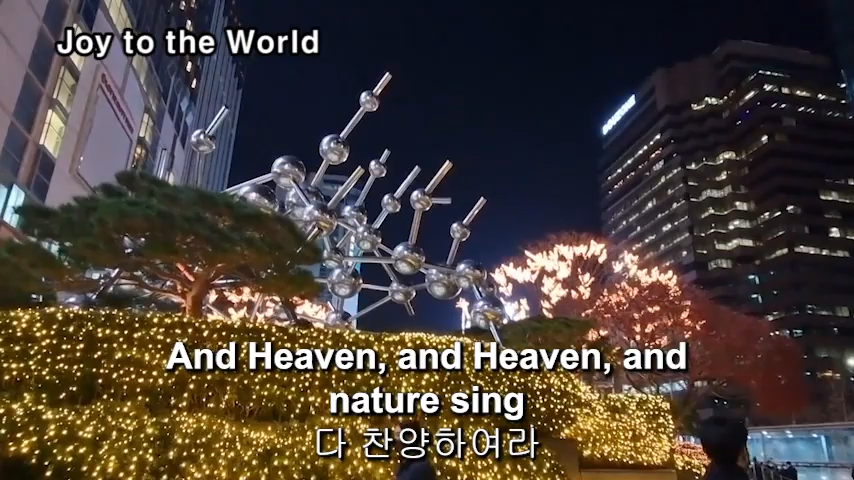 Joy to the World
And Heaven, and Heaven, and
nature sing
다 찬양하여라